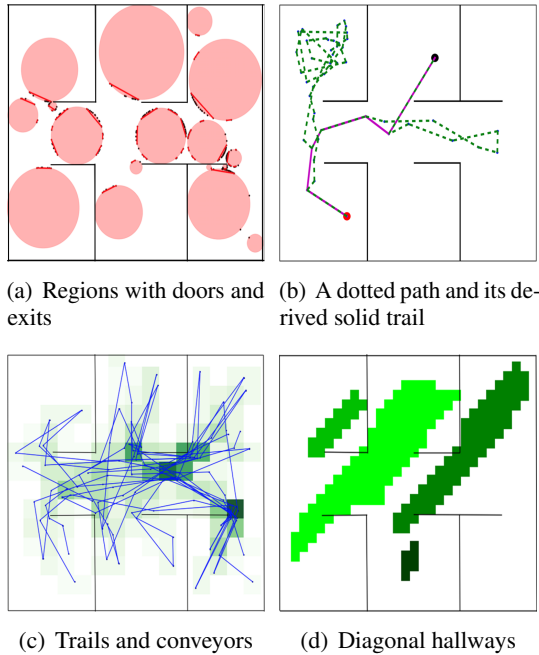 (a) Regions with doors and
exits
(b) A dotted path and its de-
rived solid trail
(c) Trails and conveyors
(d) Diagonal hallways